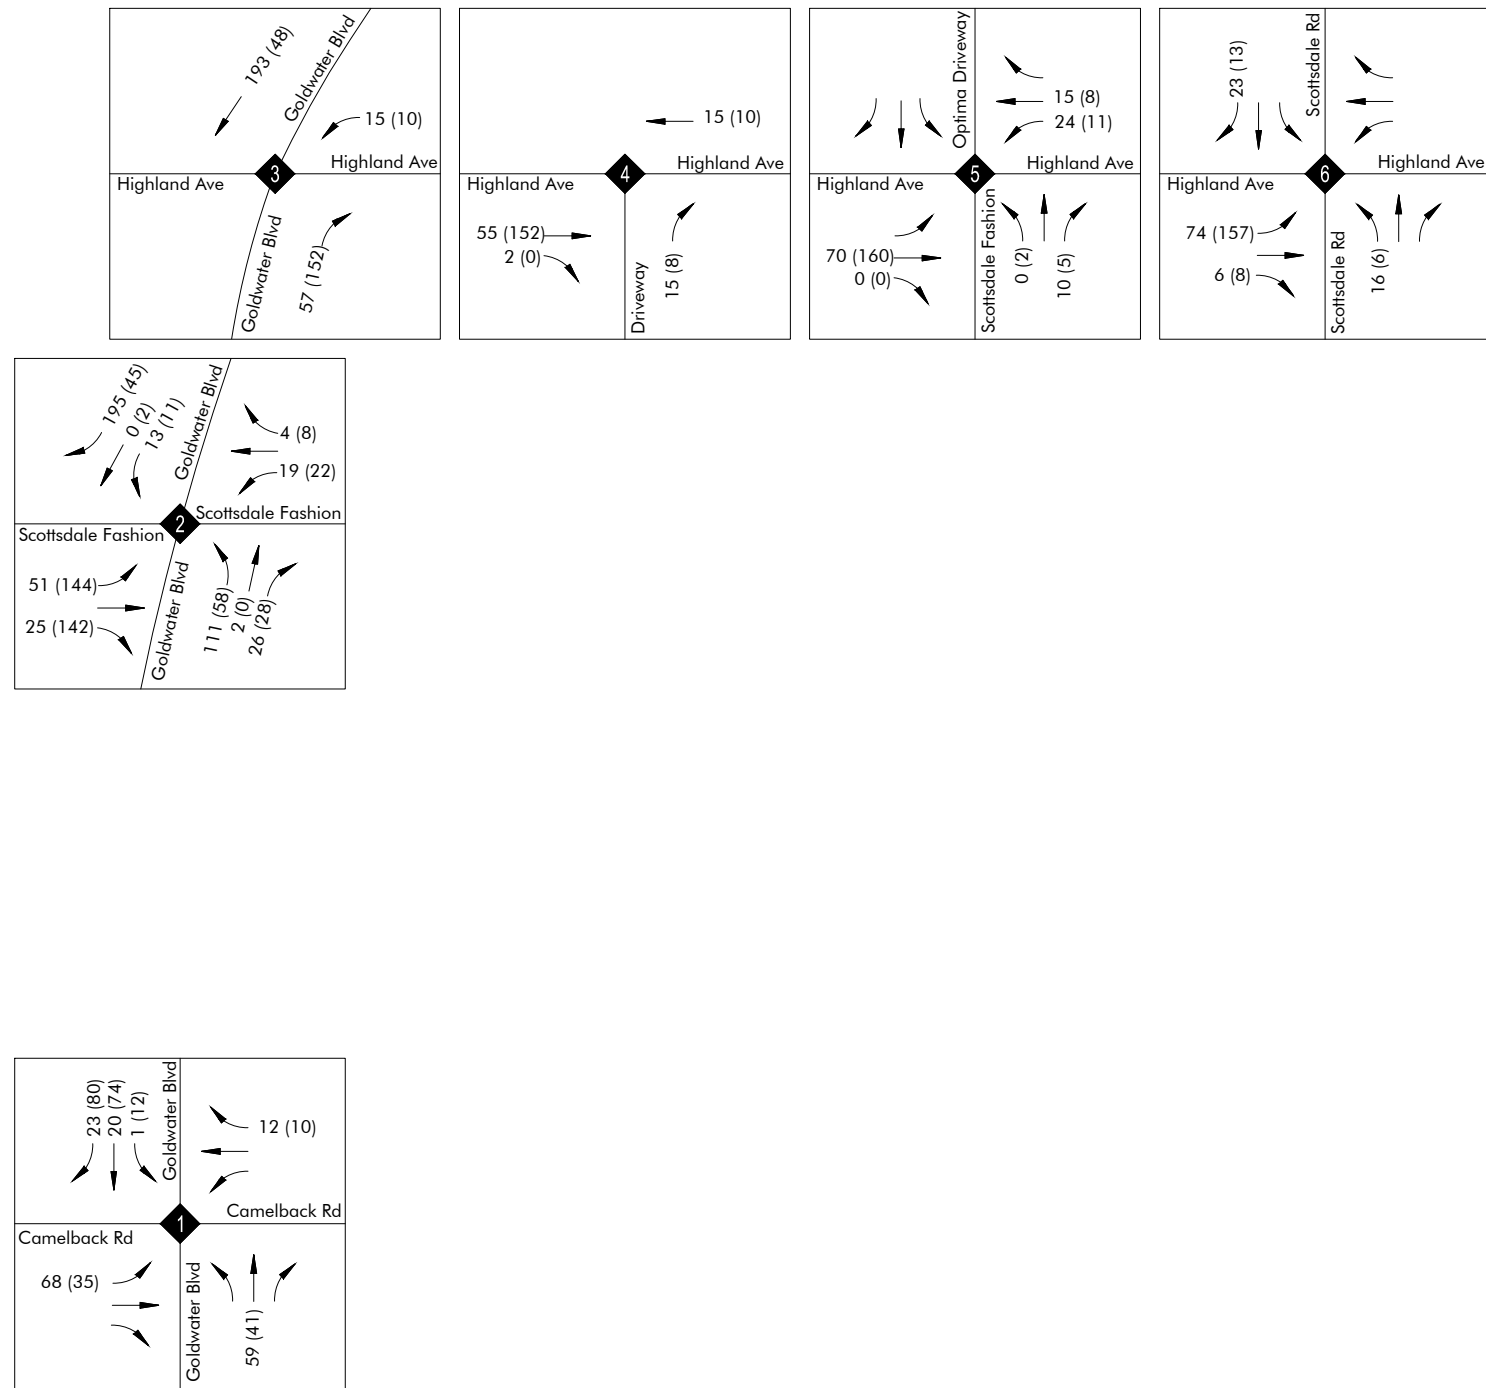 193 (48)
Goldwater Blvd
15 (10)
Highland Ave
Highland Ave
3
Goldwater Blvd
57 (152)
15 (10)
Highland Ave
Highland Ave
4
55 (152)
2 (0)
Driveway
15 (8)
Optima Driveway
15 (8)
24 (11)
Highland Ave
Highland Ave
5
70 (160)
0 (0)
Scottsdale Fashion
0 (2)
10 (5)
23 (13)
Scottsdale Rd
Highland Ave
Highland Ave
6
74 (157)
6 (8)
Scottsdale Rd
16 (6)
195 (45)
0 (2)
13 (11)
Goldwater Blvd
4 (8)
19 (22)
Scottsdale Fashion
Scottsdale Fashion
2
51 (144)
25 (142)
Goldwater Blvd
111 (58)
2 (0)
26 (28)
23 (80)
20 (74)
1 (12)
Goldwater Blvd
12 (10)
Camelback Rd
Camelback Rd
1
68 (35)
Goldwater Blvd
59 (41)